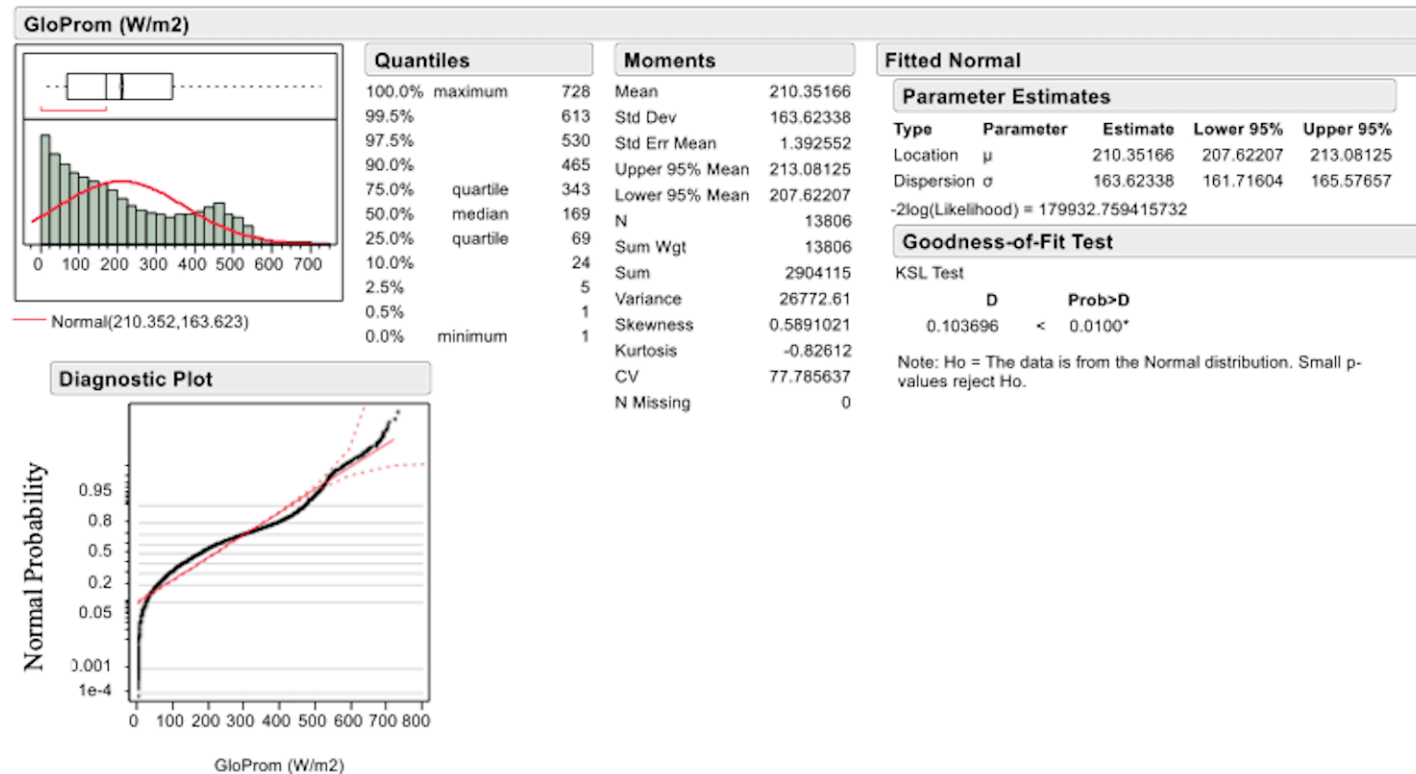 GloProm (W/m2)
0 100 200 300 400 500 600 700
Normal(210.352,163.623)
Quantiles
100.0% maximum 728
99.5% 613
97.5% 530
90.0% 465
75.0% quartile 343
50.0% median 169
25.0% quartile 69
10.0% 24
2.5% 5
0.5% 1
0.0% minimum 1
Moments
Mean 210.35166
Std Dev 163.62338
Std Err Mean 1.392552
Upper 95% Mean 213.08125
Lower 95% Mean 207.62207
N 13806
Sum Wgt 13806
Sum 2904115
Variance 26772.61
Skewness 0.5891021
Kurtosis -0.82612
CV 77.785637
N Missing 0
Fitted Normal
Parameter Estimates
Type Parameter Estimate Lower 95% Upper 95%
Location μ 210.35166 207.62207 213.08125
Dispersion σ 163.62338 161.71604 165.57657
-2log(Likelihood) = 179932.759415732
Goodness-of-Fit Test
KSL Test
D Prob>D
0.103696 < 0.0100*
Note: Ho = The data is from the Normal distribution. Small p-
values reject Ho.
Diagnostic Plot
Normal Probability
0.95
0.8
0.5
0.2
0.05
0.001
1e-4
0 100 200 300 400 500 600 700 800
GloProm (W/m2)